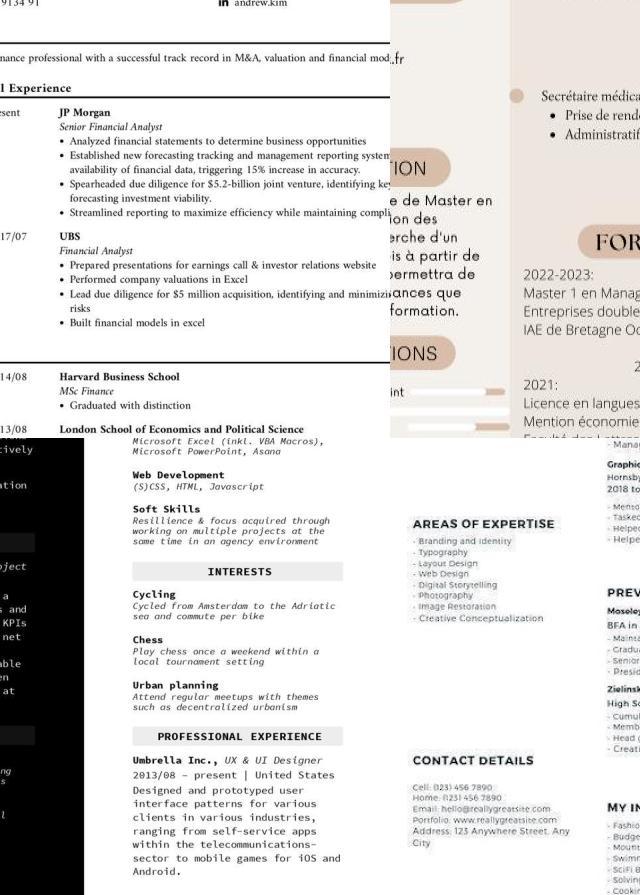 9134 91
andrew.kim
nance professional with a successful track record in M&A, valuation and financial mod
l Experience
esent
JP Morgan
Senior Financial Analyst
• Analyzed financial statements to determine business opportunities
• Established new forecasting tracking and management reporting system
availability of financial data, triggering 15% increase in accuracy.
• Spearheaded due diligence for $5.2-billion joint venture, identifying key
forecasting investment viability.
• Streamlined reporting to maximize efficiency while maintaining compli
17/07
UBS
Financial Analyst
• Prepared presentations for earnings call & investor relations website
• Performed company valuations in Excel
• Lead due diligence for $5 million acquisition, identifying and minimizi
risks
• Built financial models in excel
14/08
Harvard Business School
MSc Finance
• Graduated with distinction
13/08
London School of Economics and Political Science
.fr
TION
e de Master en
ion des
erche d'un
is à partir de
permettra de
sances que
formation.
TIONS
int
Secrétaire médica
• Prise de rend
• Administratif
FOR
2022-2023:
Master 1 en Manag
Entreprises double
IAE de Bretagne Oc
2
2021:
Licence en langues
Mention économie
tively
ation
oject
a
s and
KPIs
net
able
en
at
ng
s
l
Microsoft Excel (inkl. VBA Macros),
Microsoft PowerPoint, Asana
Web Development
(S)CSS, HTML, Javascript
Soft Skills
Resillience & focus acquired through
working on multiple projects at the
same time in an agency environment
INTERESTS
Cycling
Cycled from Amsterdam to the Adriatic
sea and commute per bike
Chess
Play chess once a weekend within a
local tournament setting
Urban planning
Attend regular meetups with themes
such as decentralized urbanism
PROFESSIONAL EXPERIENCE
Umbrella Inc., UX & UI Designer
2013/08 – present | United States
Designed and prototyped user
interface patterns for various
clients in various industries,
ranging from self-service apps
within the telecommunications-
sector to mobile games for iOS and
Android.
AREAS OF EXPERTISE
- Branding and Identity
- Typography
- Layout Design
- Web Design
- Digital Storytelling
- Photography
- Image Restoration
- Creative Conceptualization
CONTACT DETAILS
Cell: (123) 456 7890
Home: (123) 456 7890
Email: hello@reallygreatsite.com
Portfolio: www.reallygreatsite.com
Address: 123 Anywhere Street, Any
City
- Manag
Graphic
Hornsby
2018 to
- Mento
- Tasked
- Helped
- Helpe
PREV
Moseley
BFA in
- Mainta
- Gradua
- Senior
- Presid
Zielinsk
High Sc
- Cumul
- Memb
- Head g
- Creati
MY IN
- Fashio
- Budge
- Mount
- Swimm
- SciFi B
- Solving
- Cookin